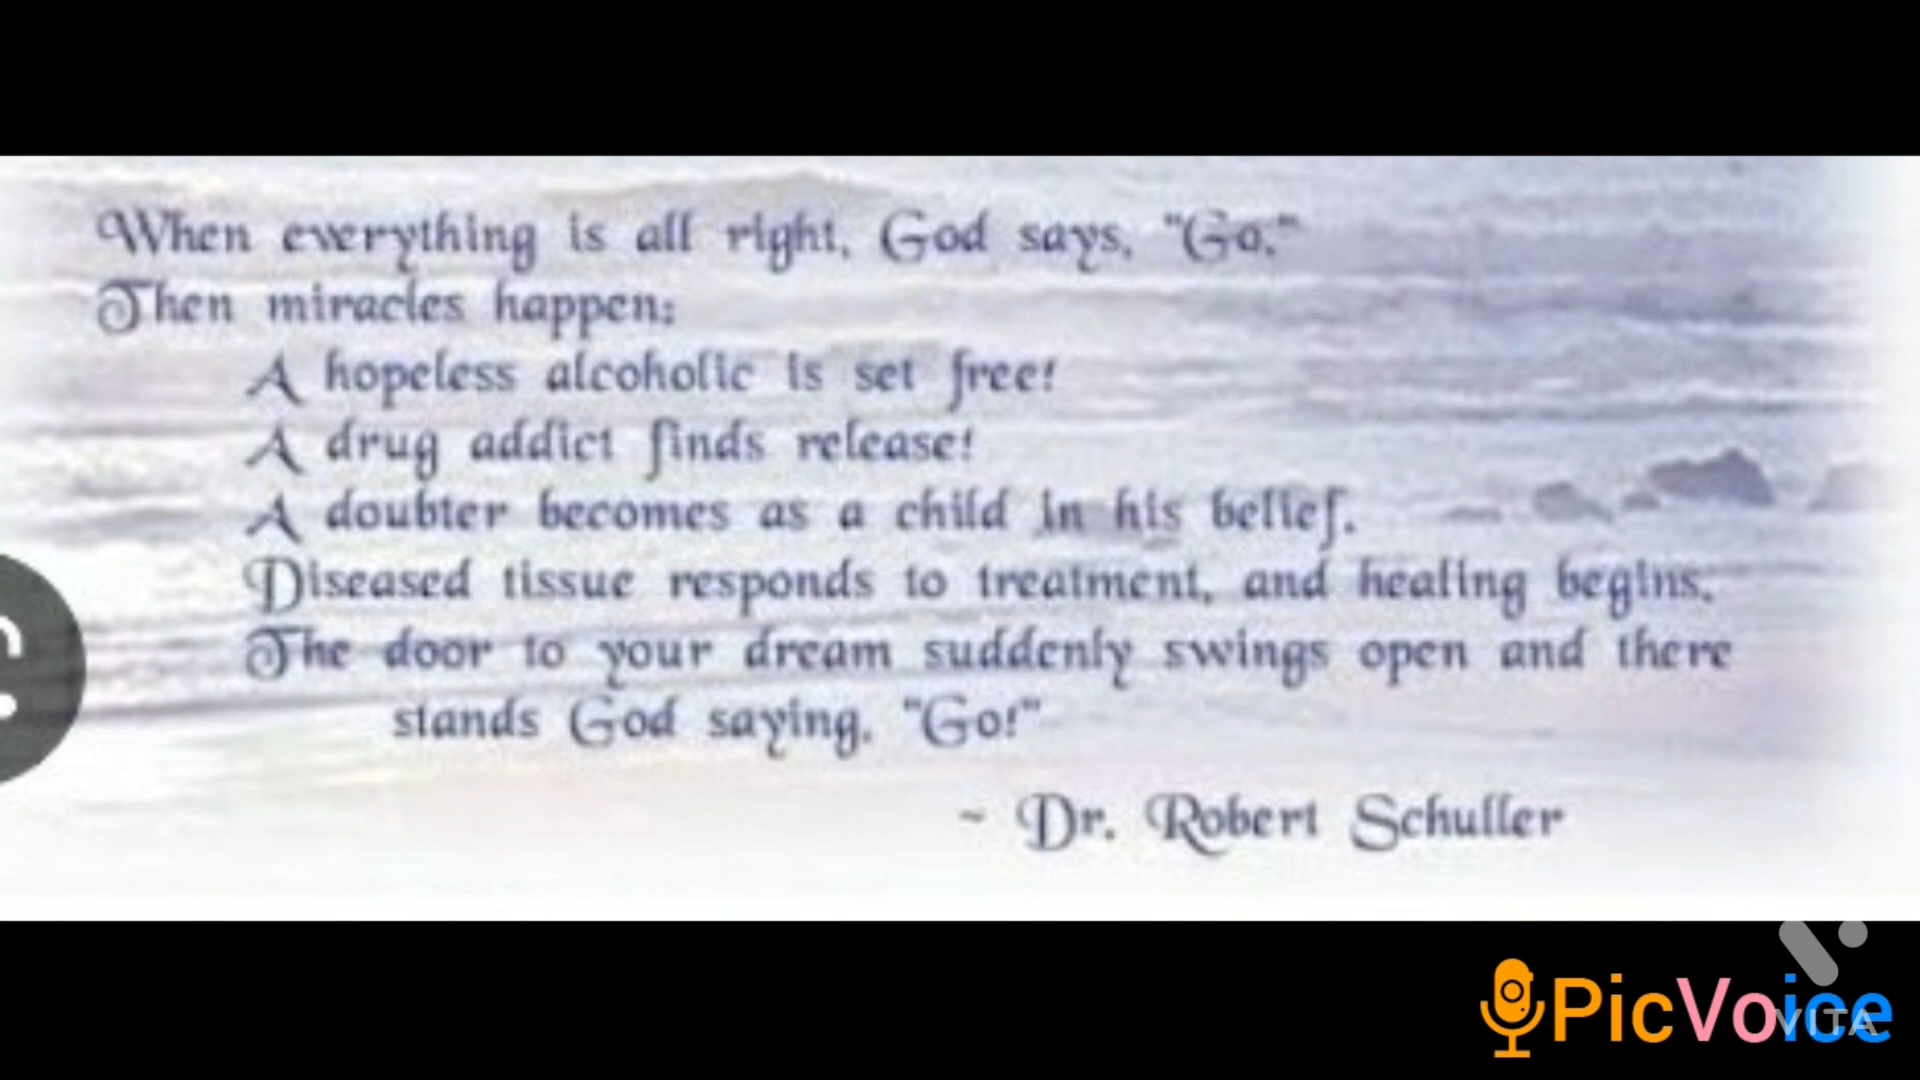 When everything is all right, God says, "Go."
Then miracles happen:
A hopeless alcoholic is set free!
A drug addict finds release!
A doubter becomes as a child in his belief.
Diseased tissue responds to treatment, and healing begins.
The door to your dream suddenly swings open and there
stands God saying, "Go!"
~ Dr. Robert Schuller
PicVoice
VITA